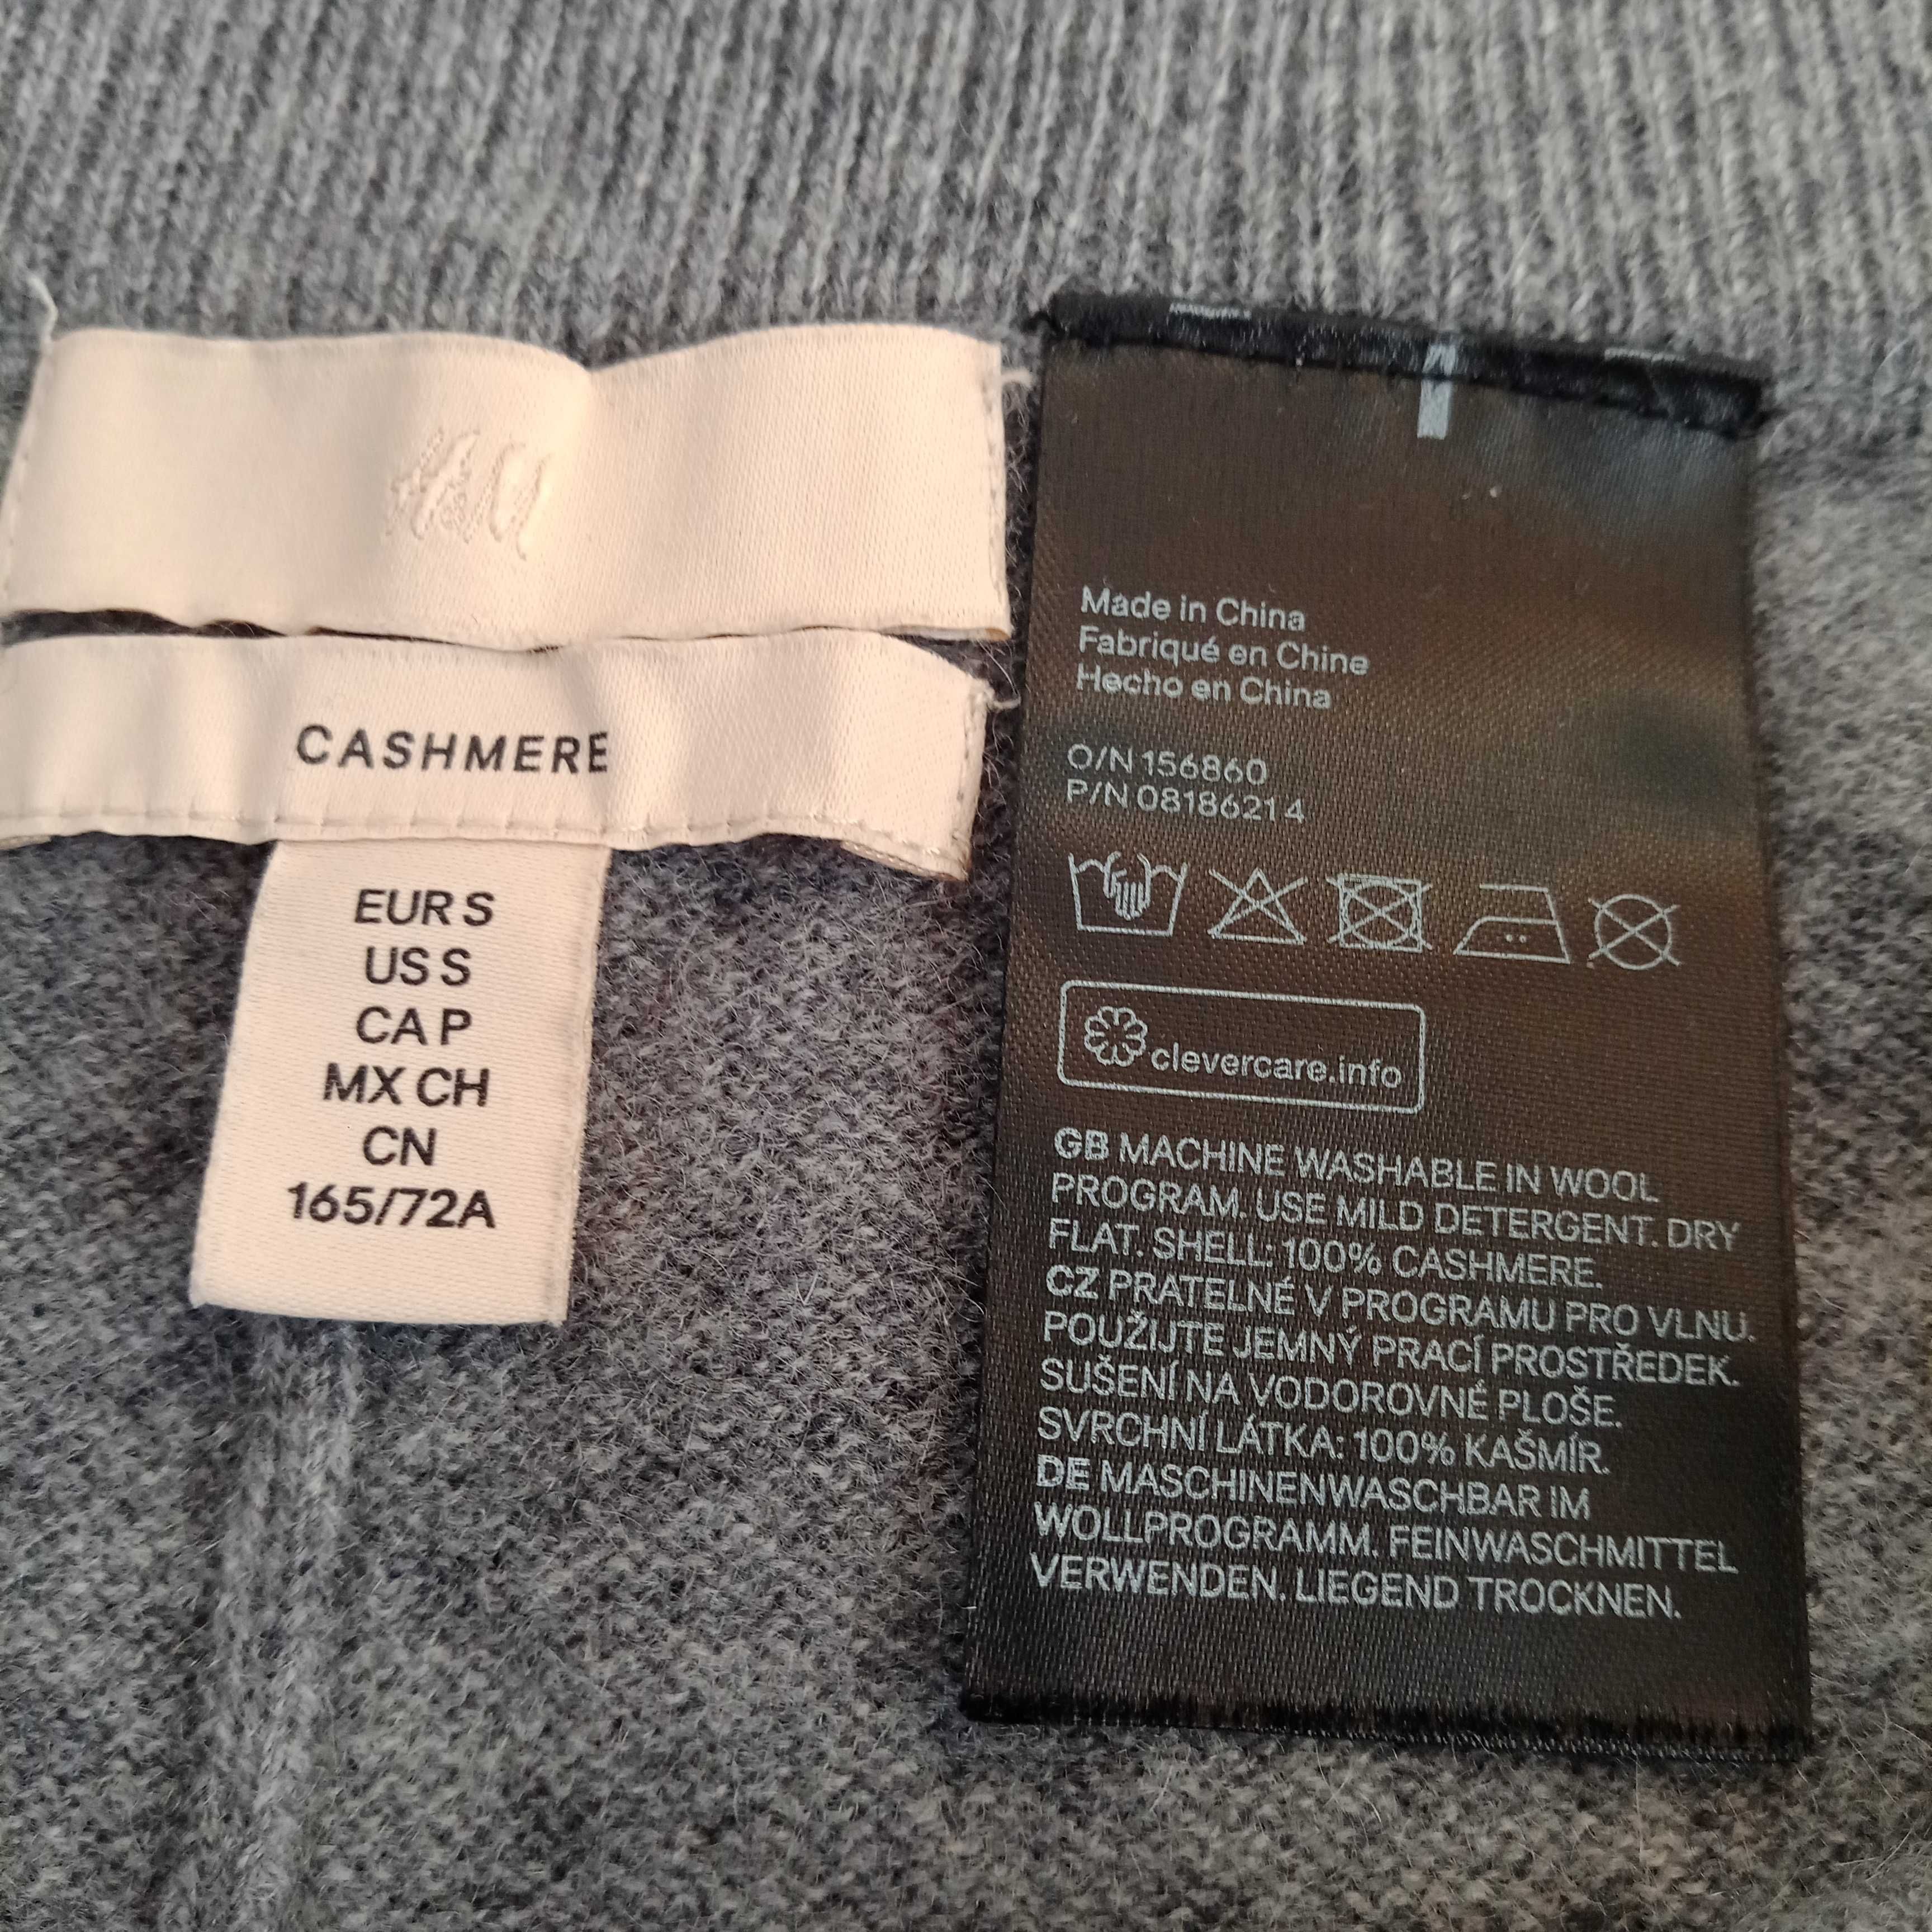 H&M
CASHMERE
EUR S
US S
CA P
MX CH
CN
165/72A
Made in China
Fabriqué en Chine
Hecho en China
O/N 156860
P/N 08186214
clevercare.info
GB MACHINE WASHABLE IN WOOL
PROGRAM. USE MILD DETERGENT. DRY
FLAT. SHELL: 100% CASHMERE.
CZ PRATELNÉ V PROGRAMU PRO VLNU.
POUŽIJTE JEMNÝ PRACÍ PROSTŘEDEK.
SUŠENÍ NA VODOROVNÉ PLOŠE.
SVRCHNÍ LÁTKA: 100% KAŠMÍR.
DE MASCHINENWASCHBAR IM
WOLLPROGRAMM. FEINWASCHMITTEL
VERWENDEN. LIEGEND TROCKNEN.